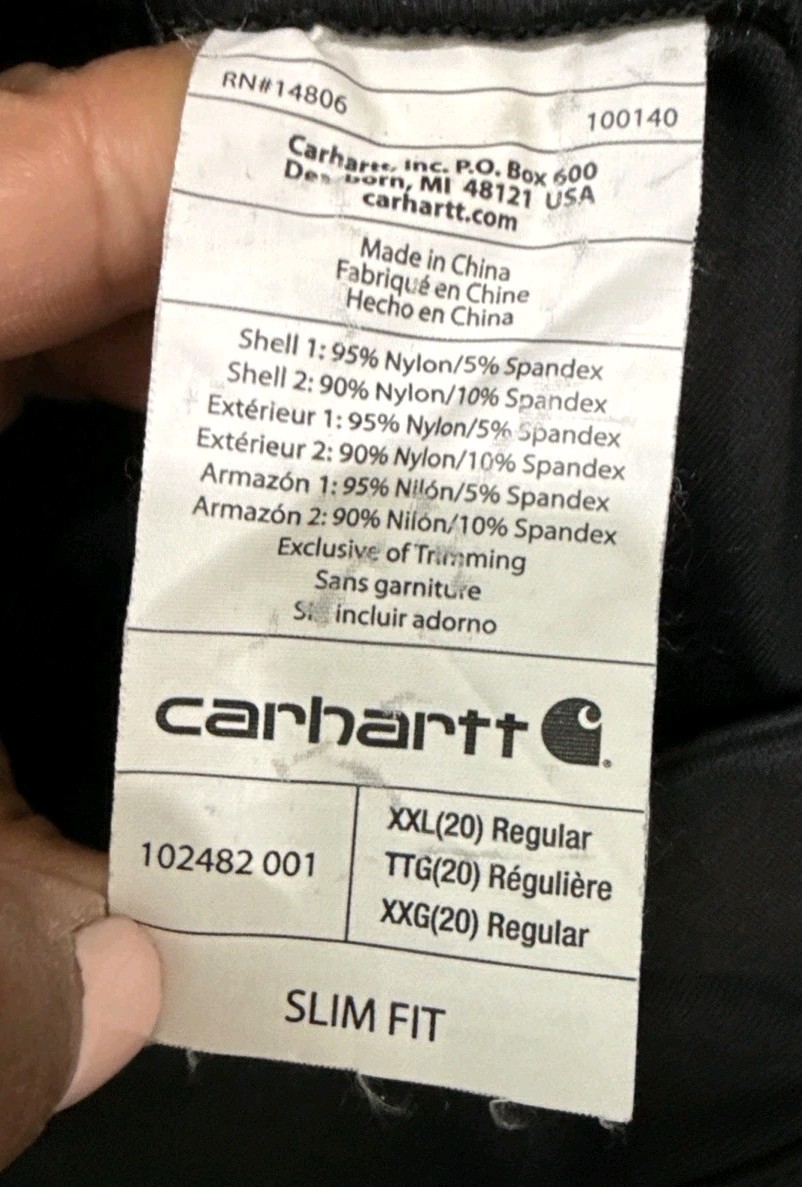 RN#14806
100140
Carhartt, Inc. P.O. Box 600
MI 48121 USA
carhartt.com
Made in China
Fabriqué en Chine
Hecho en China
Shell 1: 95% Nylon/5% Spandex
Shell 2: 90% Nylon/10% Spandex
Extérieur 1: 95% Nylon/5% Spandex
Extérieur 2: 90% Nylon/10% Spandex
Armazón 1: 95% Nilón/5% Spandex
Armazón 2: 90% Nilón/10% Spandex
Exclusive of Trimming
Sans garniture
incluir adorno
carhartt
102482 001
XXL(20) Regular
TTG(20) Régulière
XXG(20) Regular
SLIM FIT